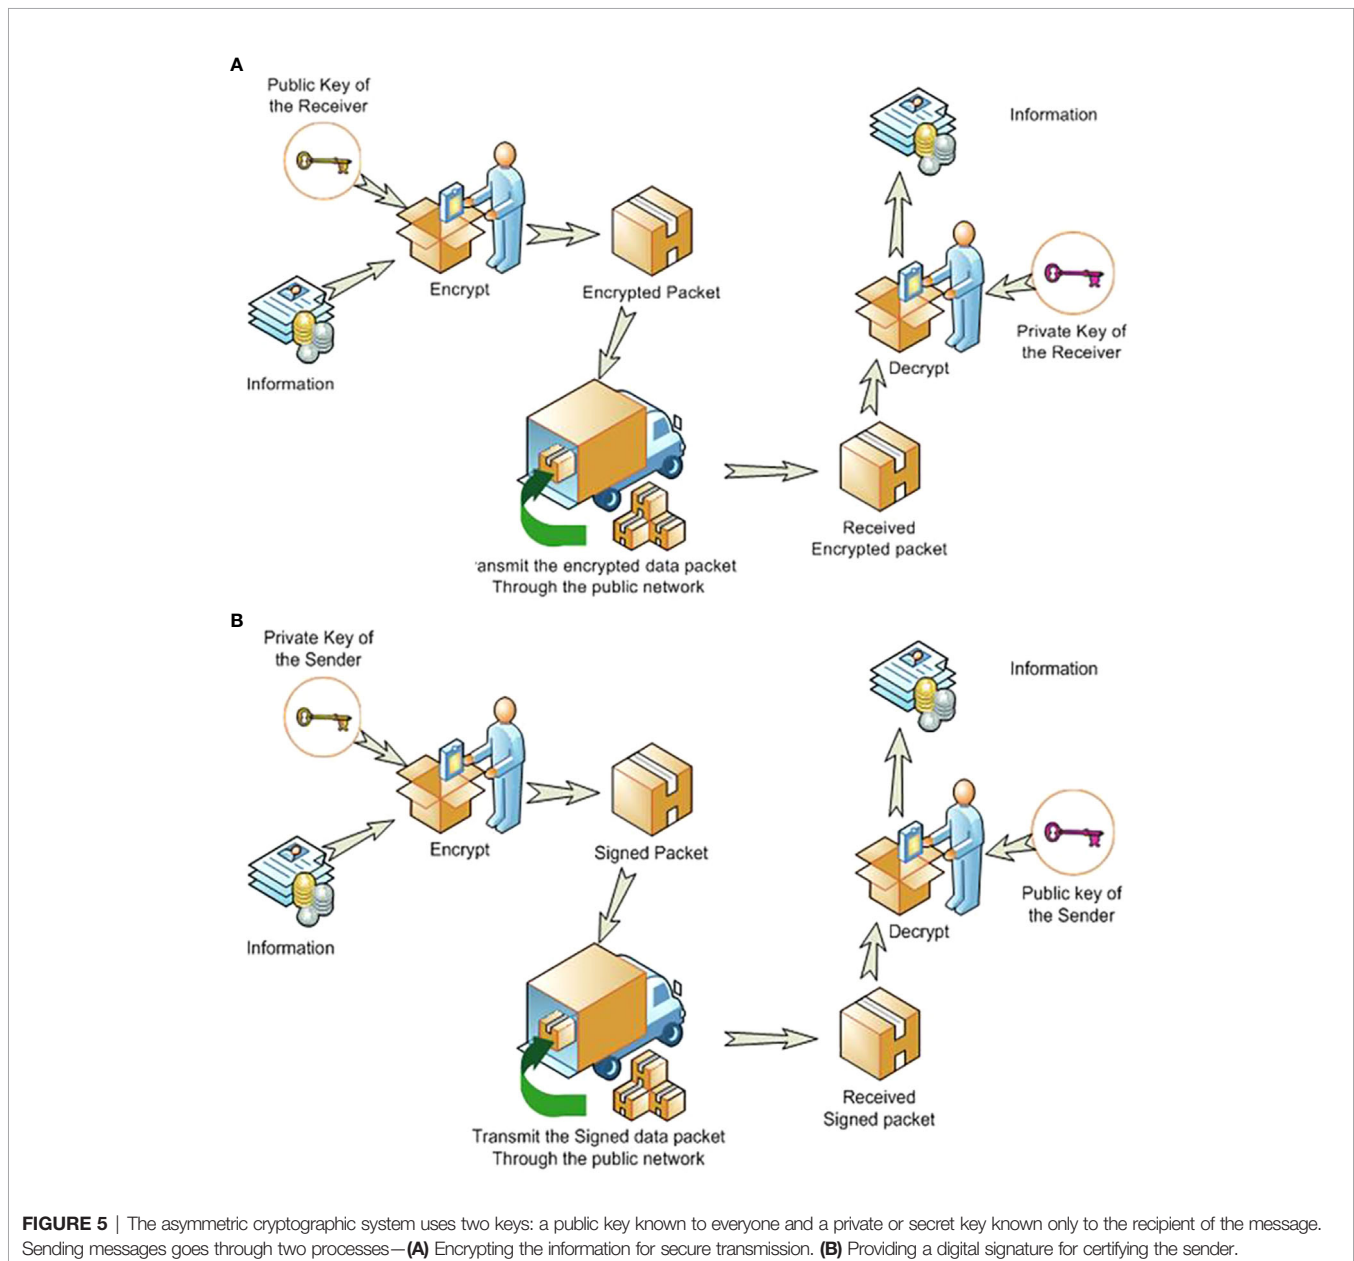 A
Public Key of
the Receiver
Information
Encrypt
Encrypted Packet
Private Key of
the Receiver
Decrypt
Information
Received
Encrypted packet
ansmit the encrypted data packet
Through the public network
B
Private Key of
the Sender
Information
Encrypt
Signed Packet
Public key of
the Sender
Decrypt
Information
Received
Signed packet
Transmit the Signed data packet
Through the public network
FIGURE 5 | The asymmetric cryptographic system uses two keys: a public key known to everyone and a private or secret key known only to the recipient of the message.
Sending messages goes through two processes—(A) Encrypting the information for secure transmission. (B) Providing a digital signature for certifying the sender.